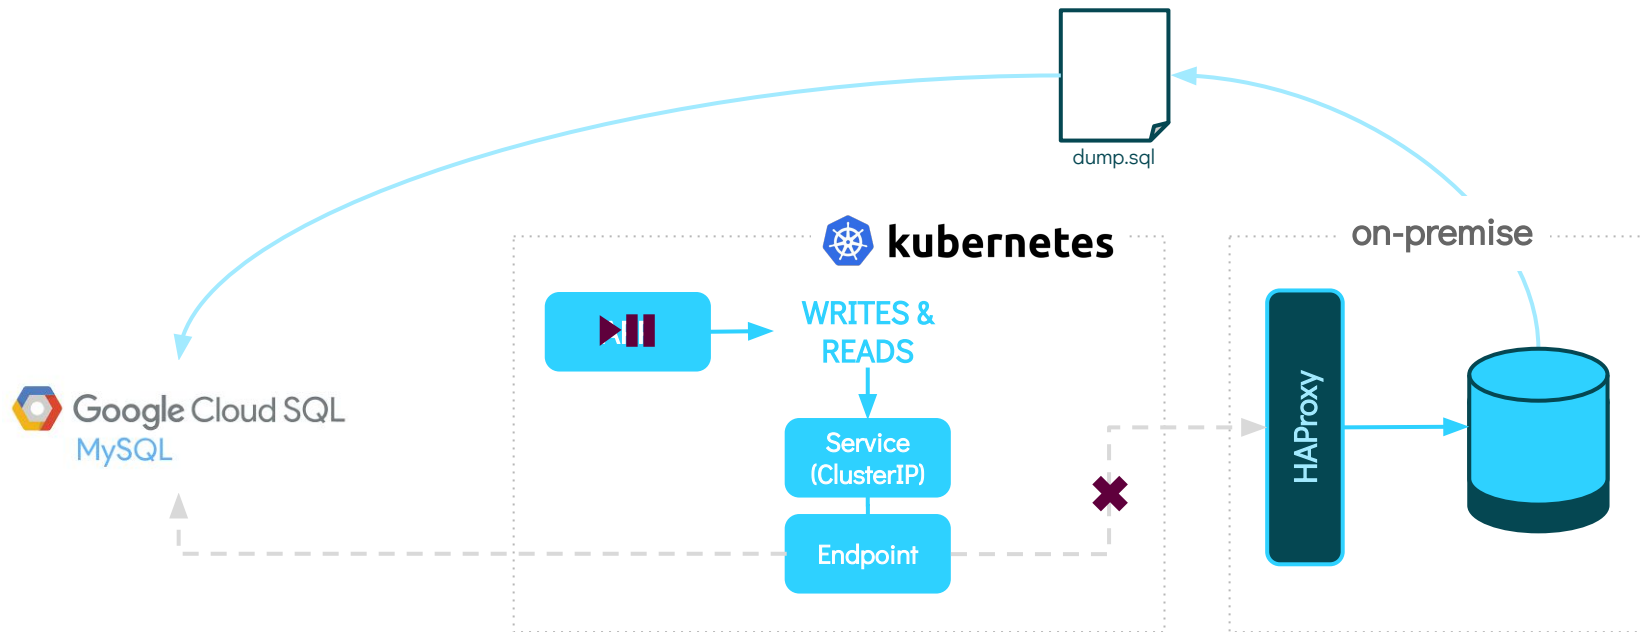 dump.sql
kubernetes
on-premise
WRITES &
READS
HAProxy
Google Cloud SQL
MySQL
Service
(ClusterIP)
Endpoint